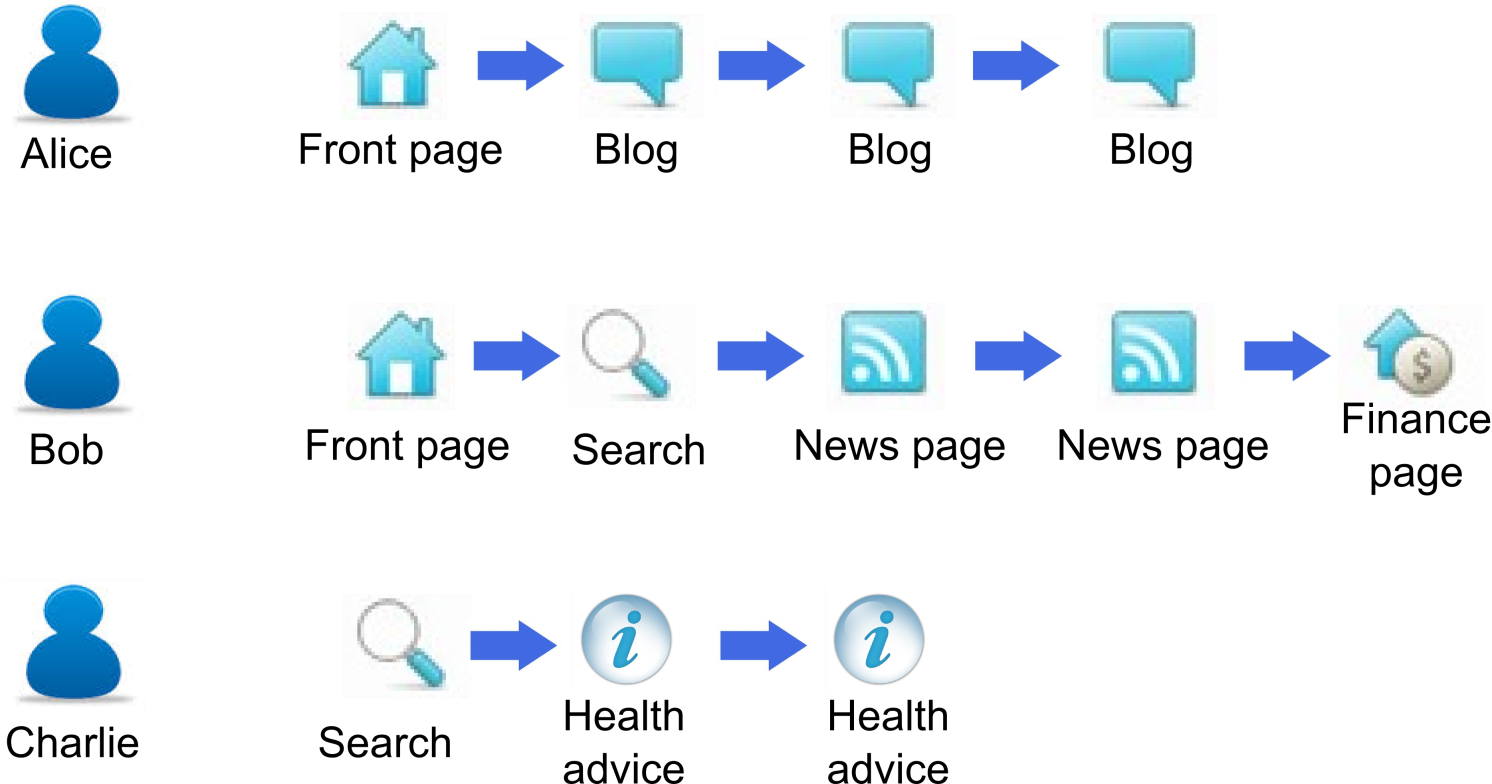 Alice
Front page
Blog
Blog
Blog
Bob
Front page
Search
News page
News page
Finance
page
$
Charlie
Search
i
Health
advice
i
Health
advice